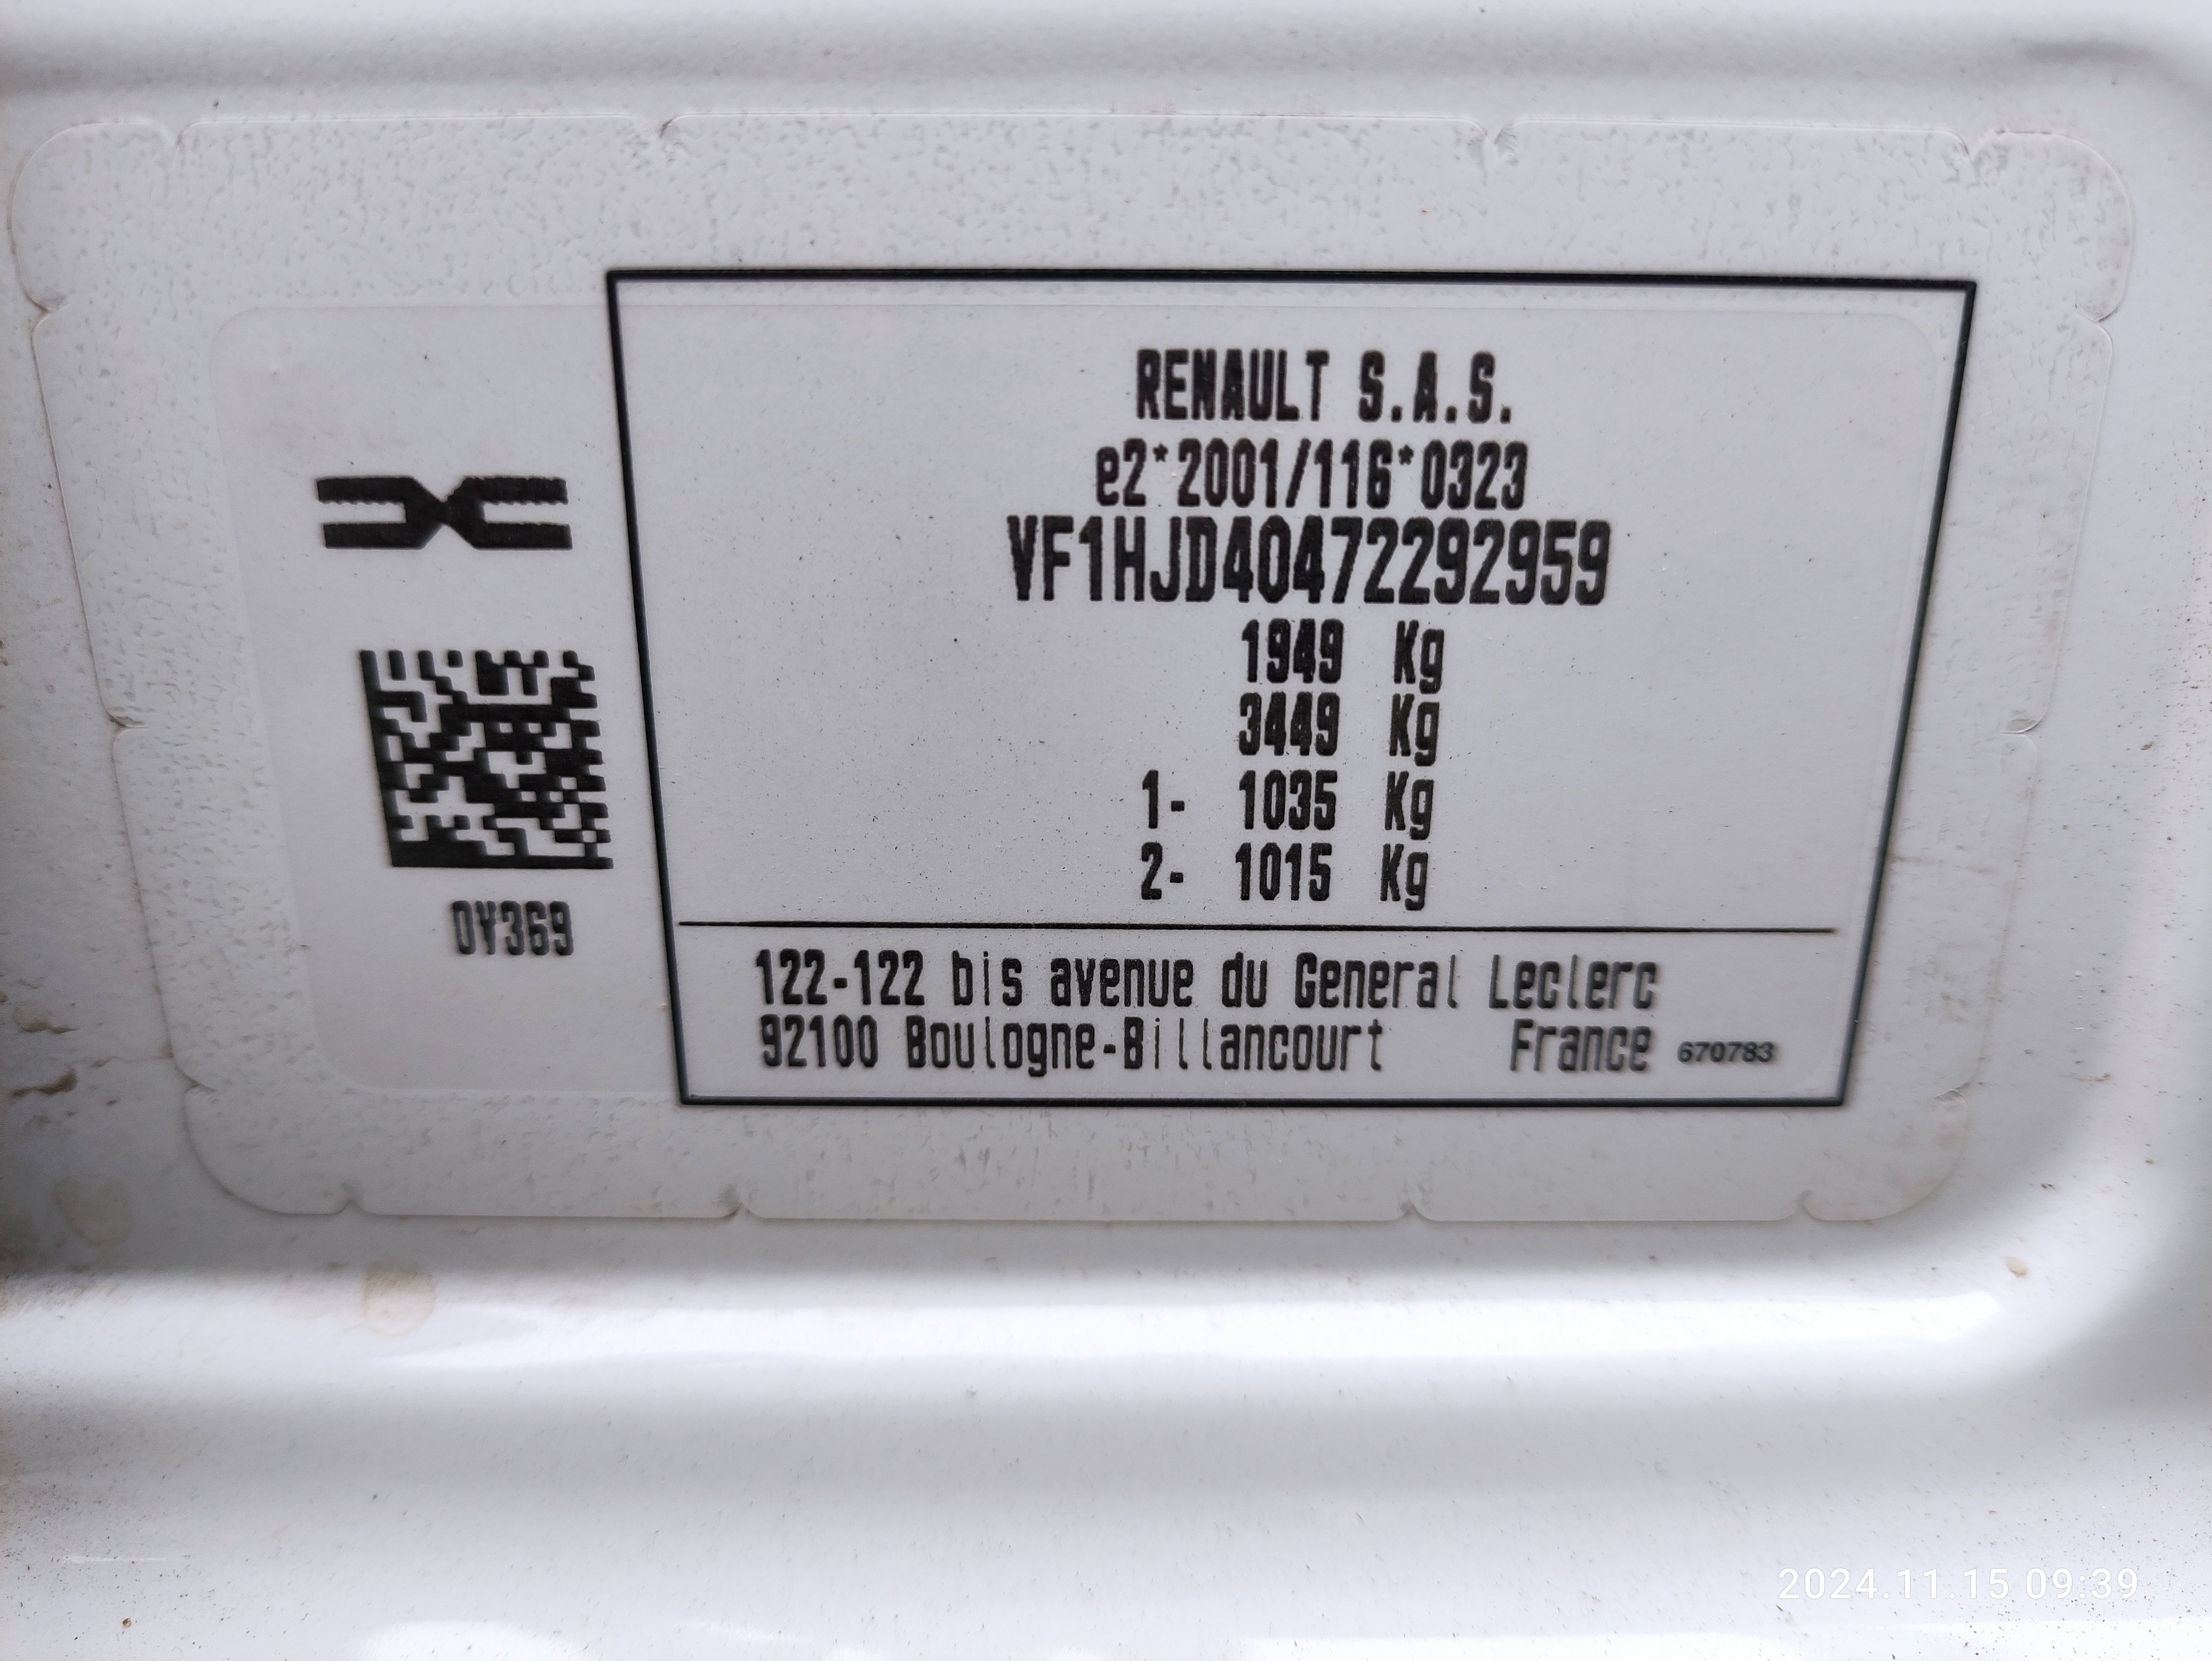 RENAULT S.A.S.
e2*2001/116*0323
VF1HJD40472292959
1949 Kg
3449 Kg
1- 1035 Kg
2- 1015 Kg
0V369
122-122 bis avenue du General Leclerc
92100 Boulogne-Billancourt France 670783
2024.11.15 09:39